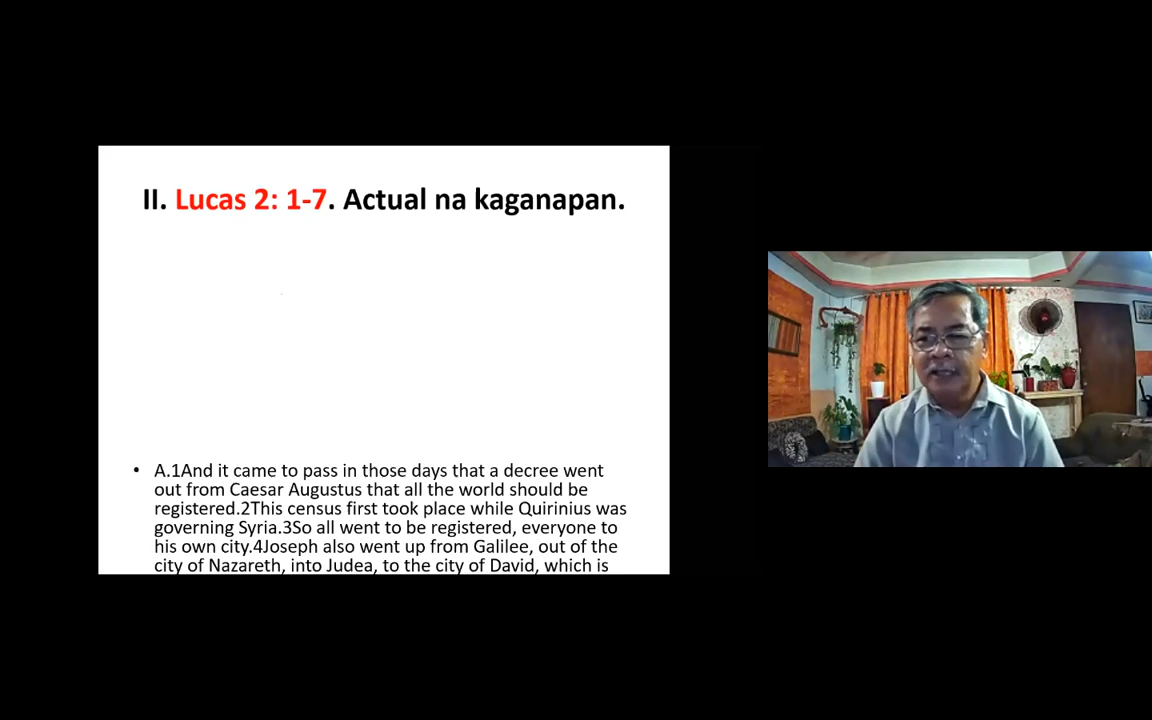 II. Lucas 2: 1-7. Actual na kaganapan.
• A.1And it came to pass in those days that a decree went
out from Caesar Augustus that all the world should be
registered.2This census first took place while Quirinius was
governing Syria.3So all went to be registered, everyone to
his own city.4Joseph also went up from Galilee, out of the
city of Nazareth, into Judea, to the city of David, which is